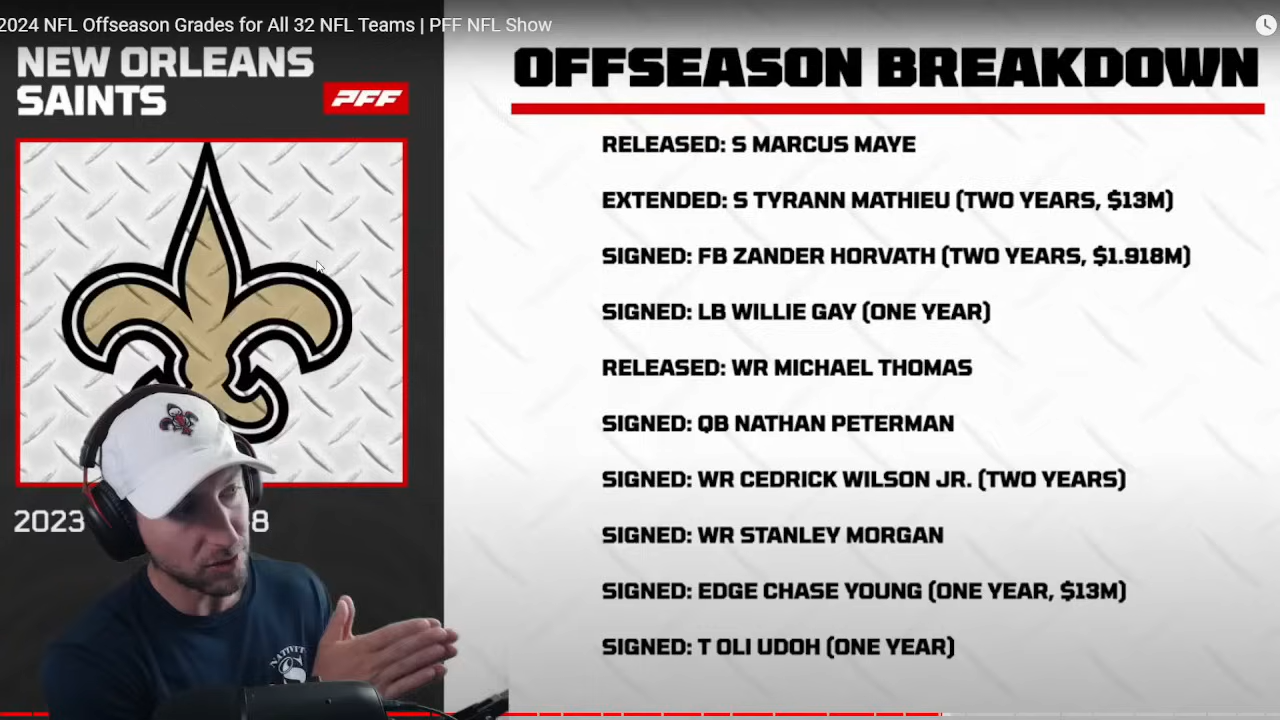 2024 NFL Offseason Grades for All 32 NFL Teams | PFF NFL Show
NEW ORLEANS
SAINTS
PFF
2023
8
OFFSEASON BREAKDOWN
RELEASED: S MARCUS MAYE
EXTENDED: S TYRANN MATHIEU (TWO YEARS, $13M)
SIGNED: FB ZANDER HORVATH (TWO YEARS, $1.918M)
SIGNED: LB WILLIE GAY (ONE YEAR)
RELEASED: WR MICHAEL THOMAS
SIGNED: QB NATHAN PETERMAN
SIGNED: WR CEDRICK WILSON JR. (TWO YEARS)
SIGNED: WR STANLEY MORGAN
SIGNED: EDGE CHASE YOUNG (ONE YEAR, $13M)
SIGNED: T OLI UDOH (ONE YEAR)